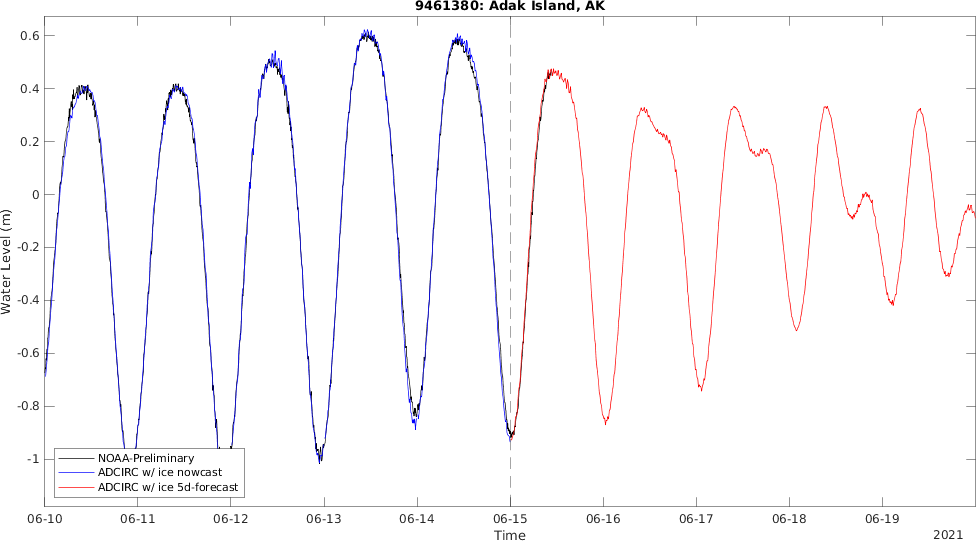 9461380: Adak Island, AK
0.6
0.4
0.2
0
-0.2
-0.4
-0.6
-0.8
-1
Water Level (m)
NOAA-Preliminary
ADCIRC w/ ice nowcast
ADCIRC w/ ice 5d-forecast
06-10 06-11 06-12 06-13 06-14 06-15 06-16 06-17 06-18 06-19
Time
2021